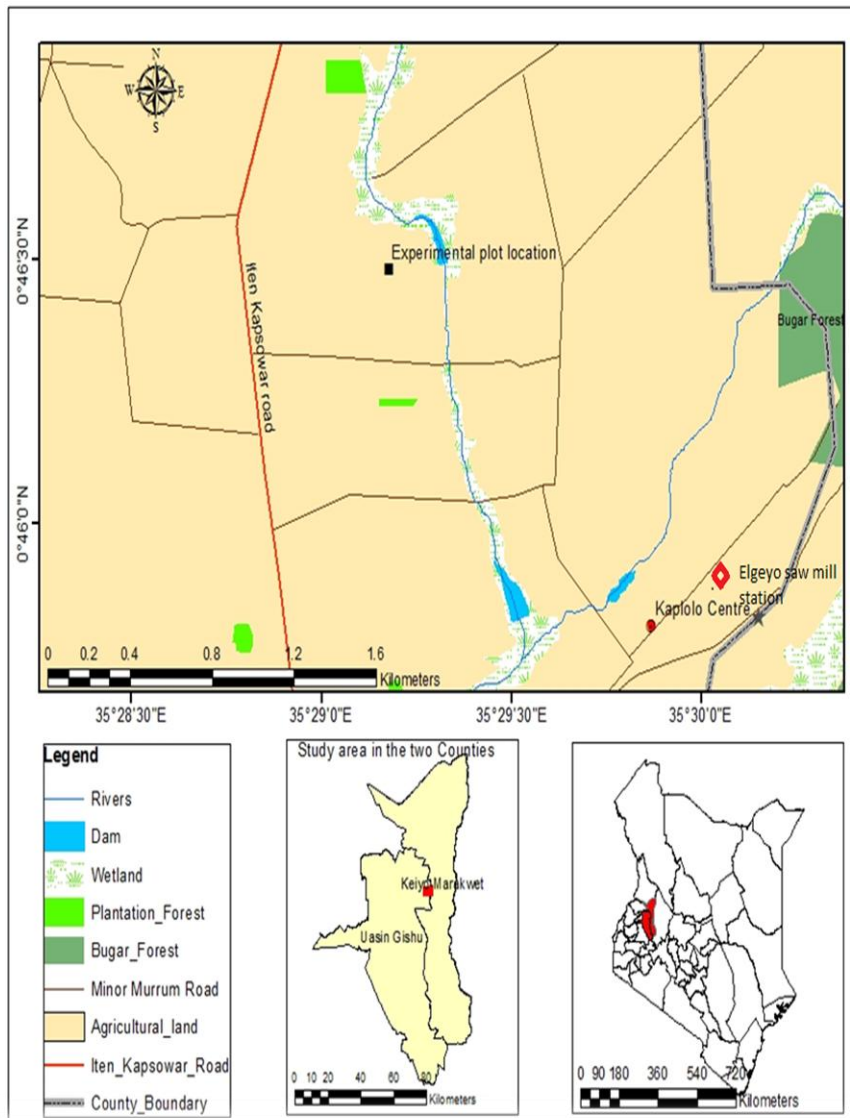 N
W E
S
0°46'30"N
Experimental plot location
Iten Kapsowar road
Bugar Forest
0°46'0"N
Elgeyo saw mill
station
Kaplolo Centre
0 0.2 0.4 0.8 1.2 1.6
Kilometers
35°28'30"E 35°29'0"E 35°29'30"E 35°30'0"E
Legend
Rivers
Dam
Wetland
Plantation_Forest
Bugar_Forest
Minor Murrum Road
Agricultural_land
Iten_Kapsowar_Road
County_Boundary
Study area in the two Counties
Keiyo Marakwet
Uasin Gishu
0 10 20 40 60 80
Kilometers
0 90 180 360 540 720
Kilometers